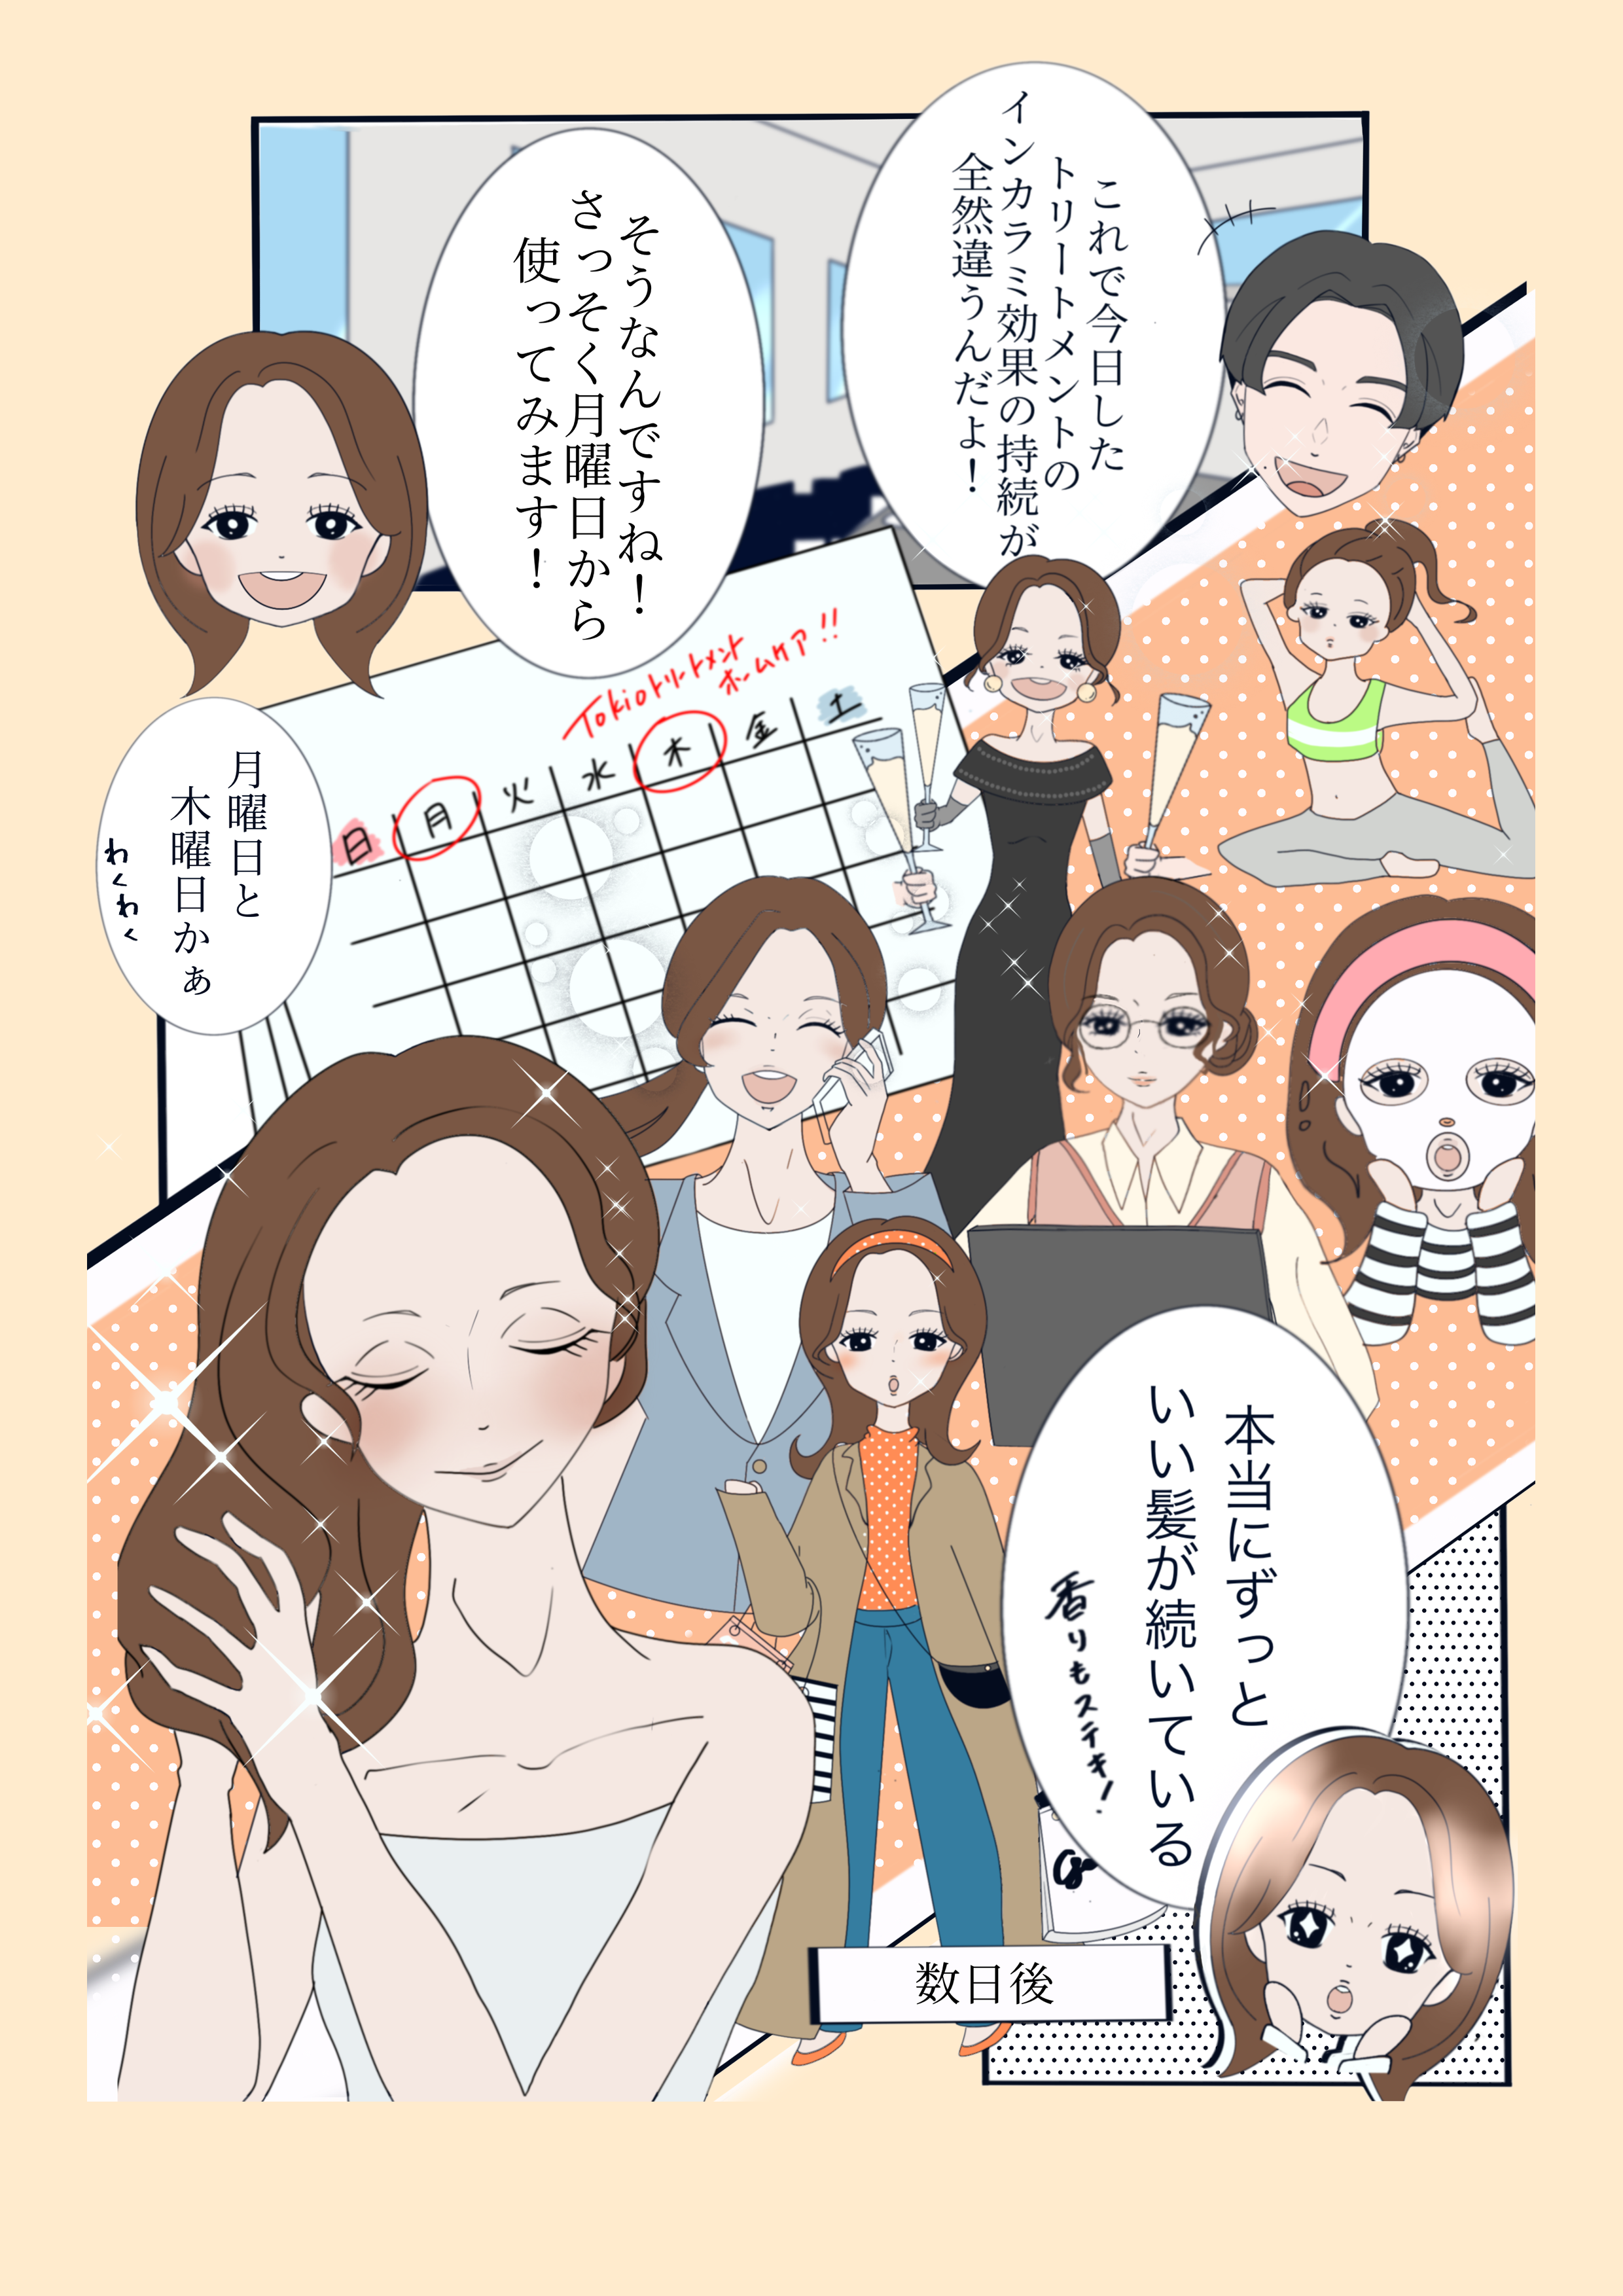 これで今日した
トリートメントの
インカラミ効果の持続が
全然違うんだよ！
そうなんですね！
さっそく月曜日から
使ってみます！
Tokioトリートメント
ホームケア!!
日 月 火 水 木 金 土
月曜日と
木曜日かぁ
わくわく
本当にずっと
いい髪が続いている
香りもステキ！
数日後